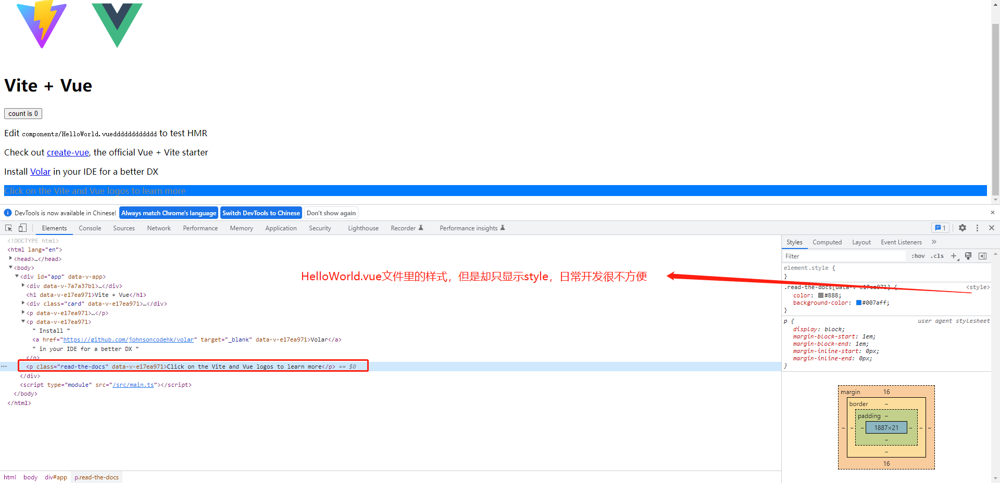 Vite + Vue
count is 0
Edit components/HelloWorld.vueddddddddddd to test HMR
Check out create-vue, the official Vue + Vite starter
Install Volar in your IDE for a better DX
Click on the Vite and Vue logos to learn more
DevTools is now available in Chinese! Always match Chrome's language Switch DevTools to Chinese Don't show again
Elements Console Sources Network Performance Memory Application Security Lighthouse Recorder Performance insights 1
<!DOCTYPE html>
<html lang="en">
<head>…</head>
<body>
<div id="app" data-v-app>
<div data-v-7a7a37b1>…</div>
<h1 data-v-e17ea971>Vite + Vue</h1>
<div class="card" data-v-e17ea971>…</div>
<p data-v-e17ea971>…</p>
<p data-v-e17ea971>
" Install "
<a href="https://github.com/johnsoncodehk/volar" target="_blank" data-v-e17ea971>Volar</a>
" in your IDE for a better DX "
</p>
<p class="read-the-docs" data-v-e17ea971>Click on the Vite and Vue logos to learn more</p> == $0
</div>
<script type="module" src="/src/main.ts"></script>
</body>
</html>
HelloWorld.vue文件里的样式，但是却只显示style，日常开发很不方便
Styles Computed Layout Event Listeners
Filter :hov .cls
element.style {
}
.read-the-docs[data-v-e17ea971] { <style>
color: #888;
background-color: #007aff;
}
p { user agent stylesheet
display: block;
margin-block-start: 1em;
margin-block-end: 1em;
margin-inline-start: 0px;
margin-inline-end: 0px;
}
margin 16
border –
padding –
– – – 1887×21 – – –
–
–
16
html body div#app p.read-the-docs